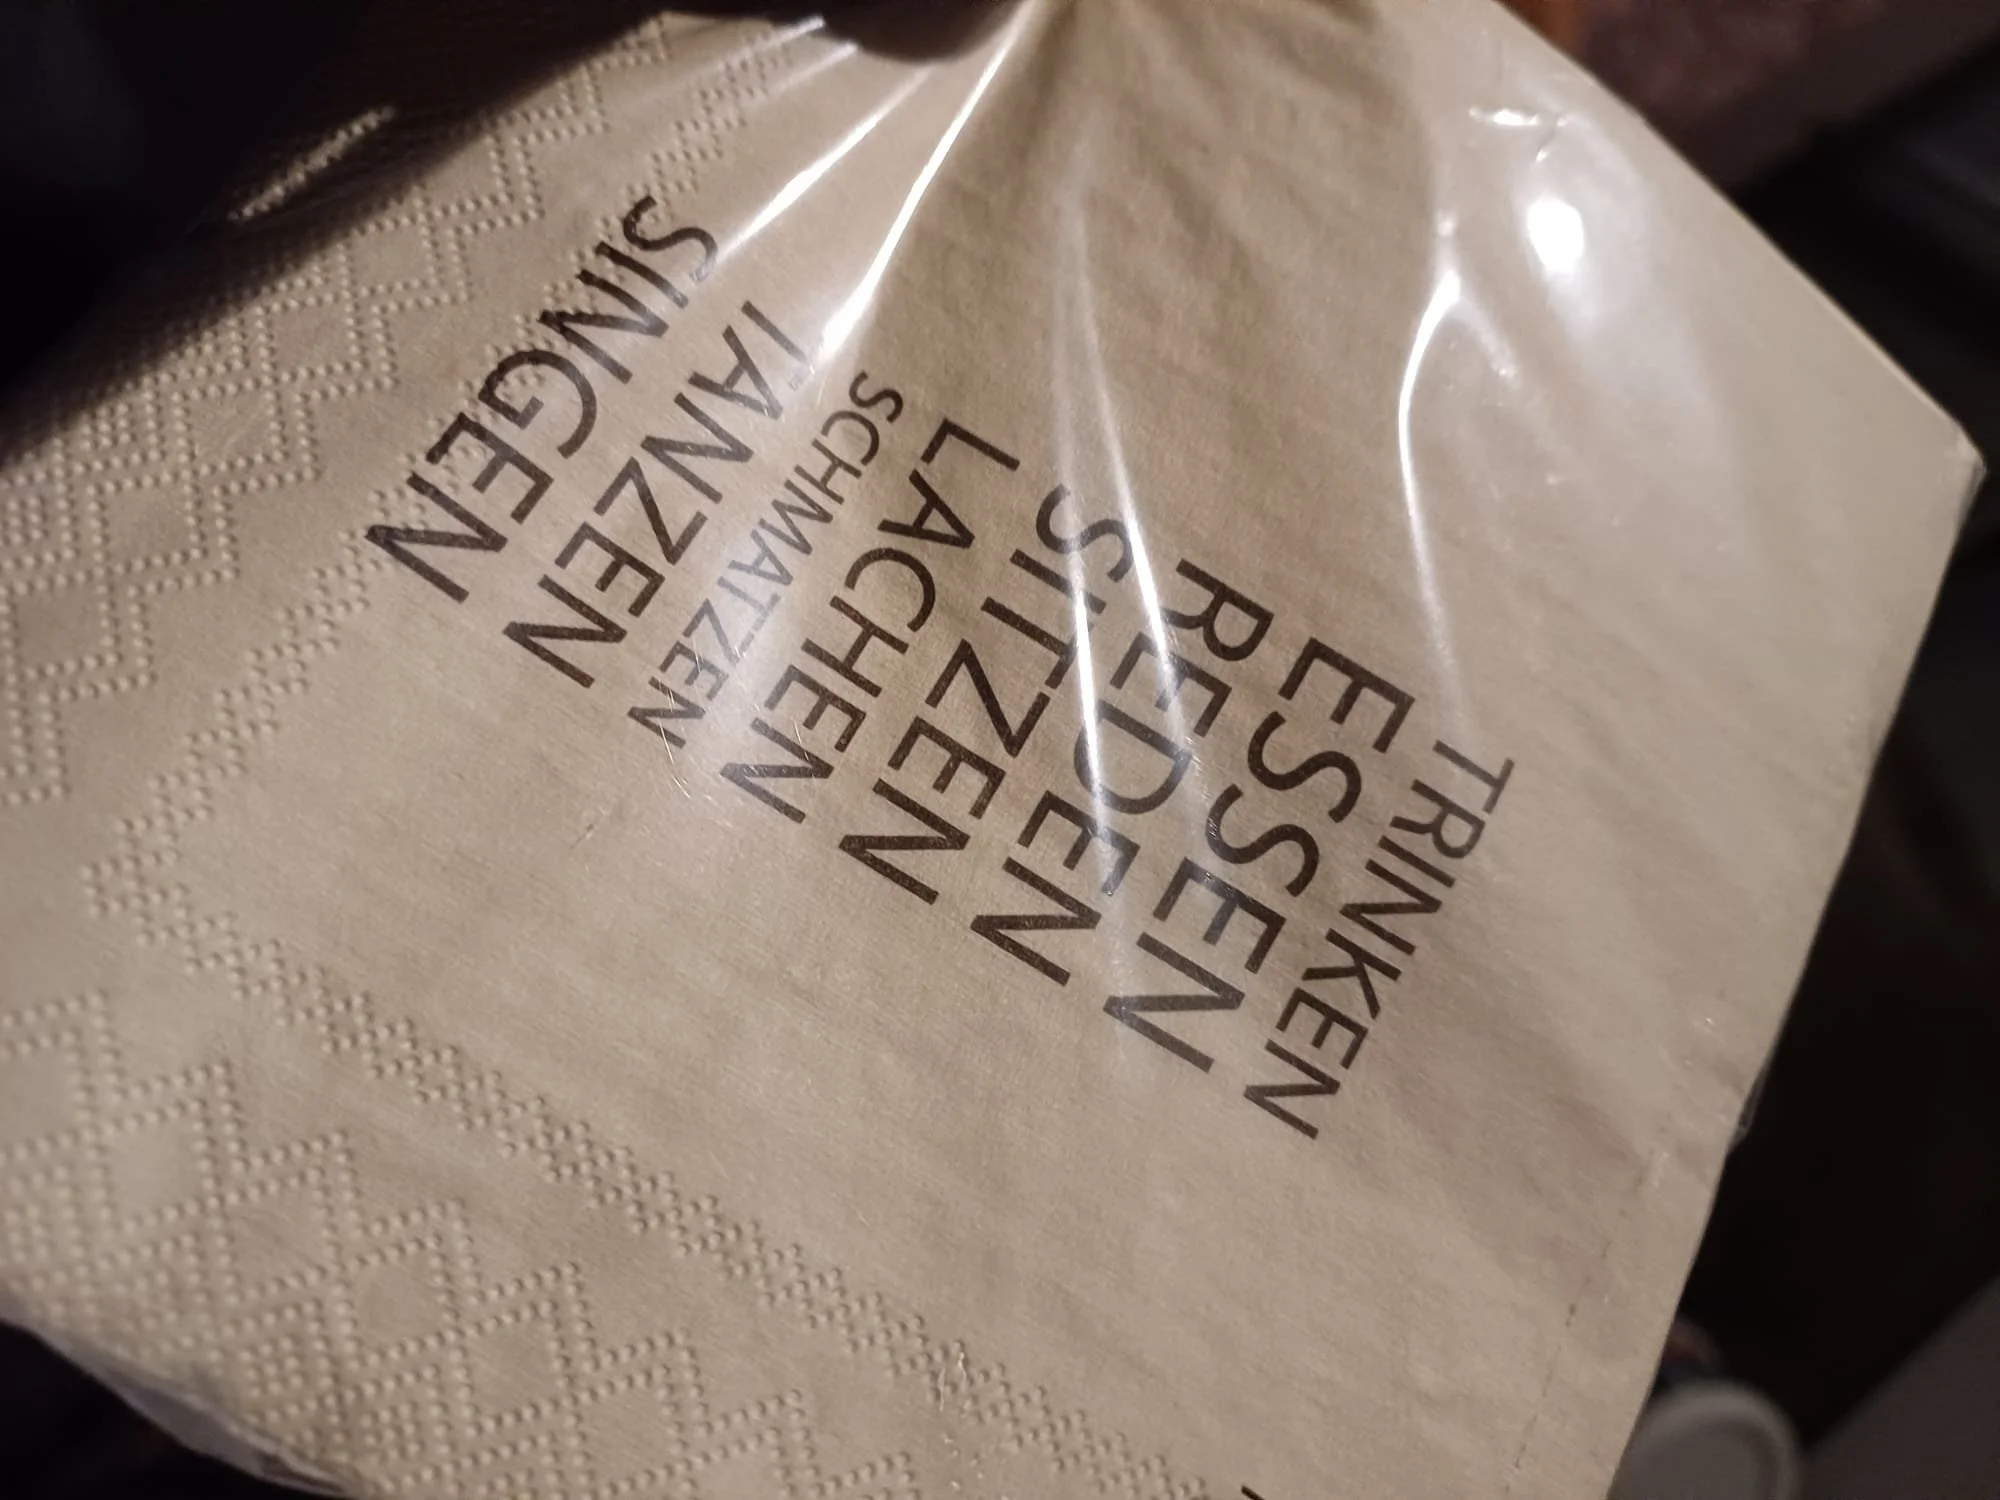 TRINKEN
ESSEN
REDEN
SITZEN
LACHEN
SCHMATZEN
TANZEN
SINGEN